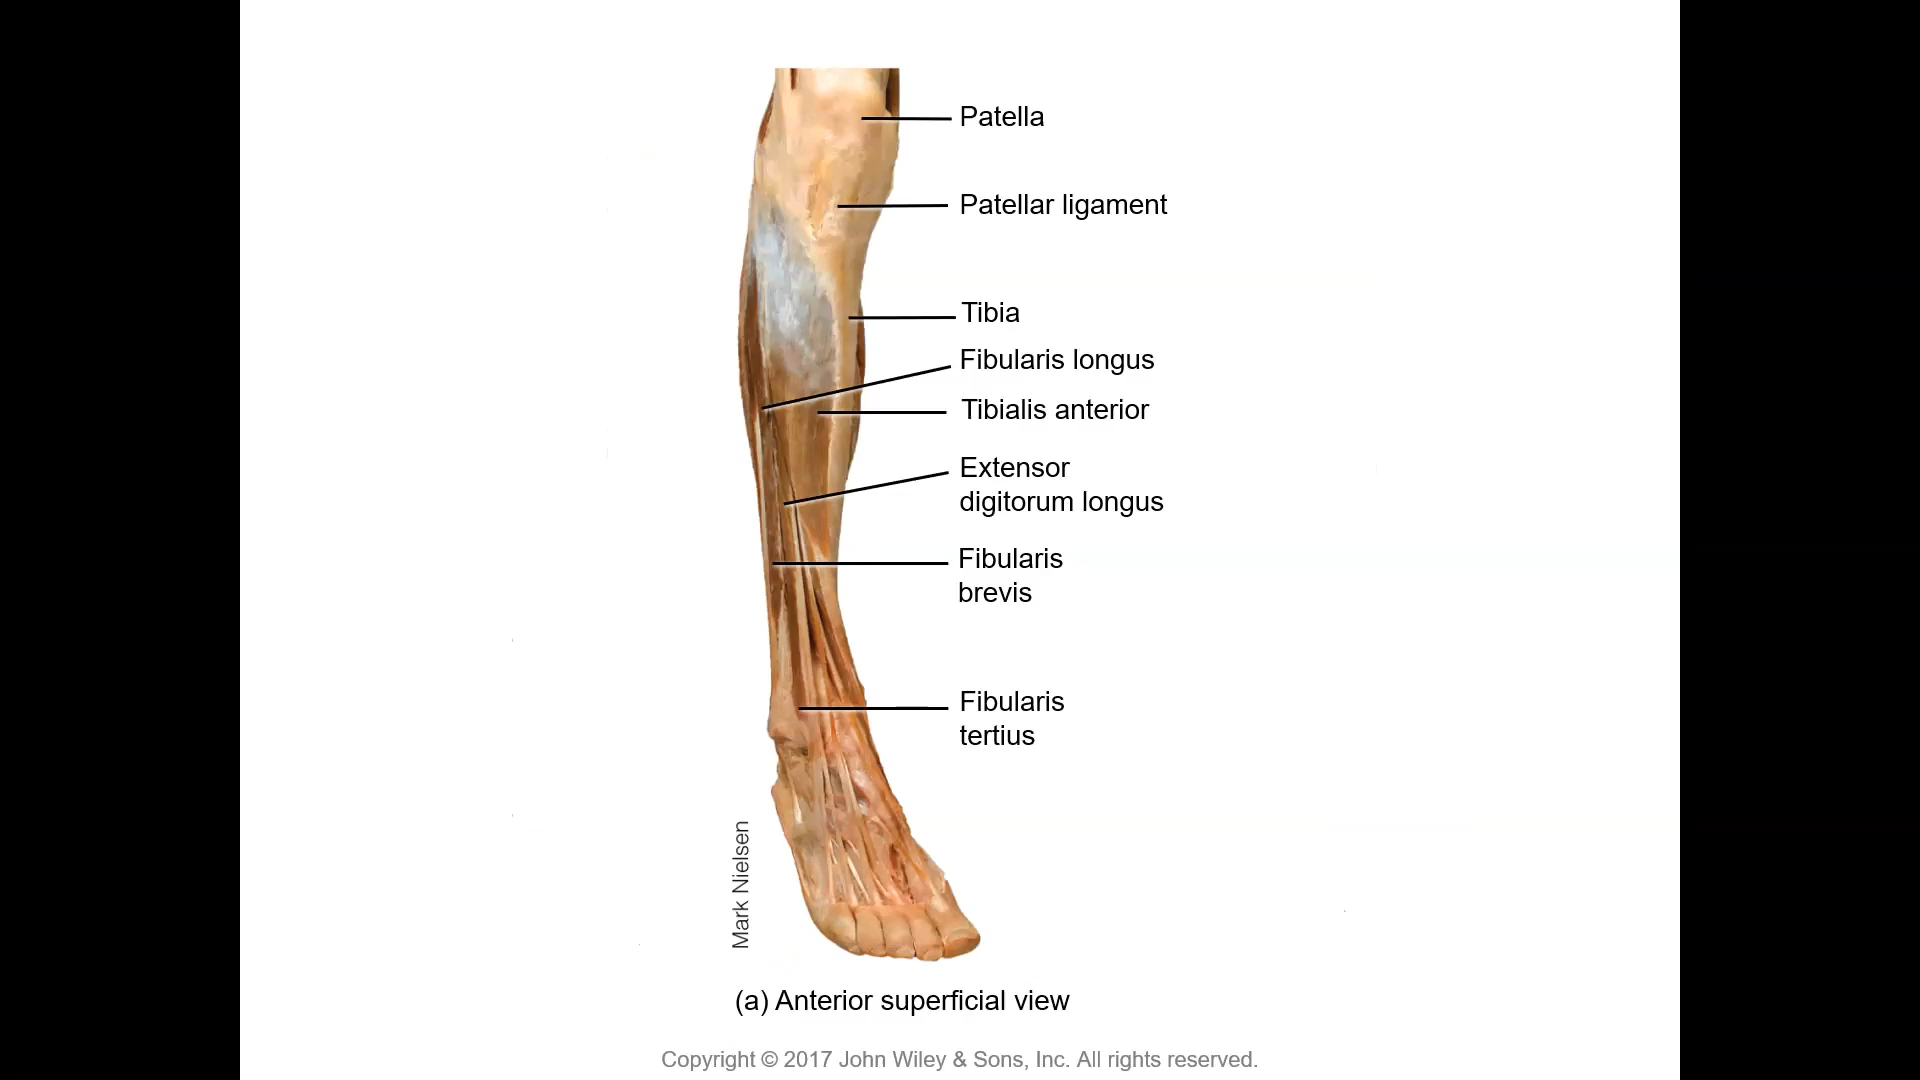 Patella
Patellar ligament
Tibia
Fibularis longus
Tibialis anterior
Extensor
digitorum longus
Fibularis
brevis
Fibularis
tertius
Mark Nielsen
(a) Anterior superficial view
Copyright © 2017 John Wiley & Sons, Inc. All rights reserved.